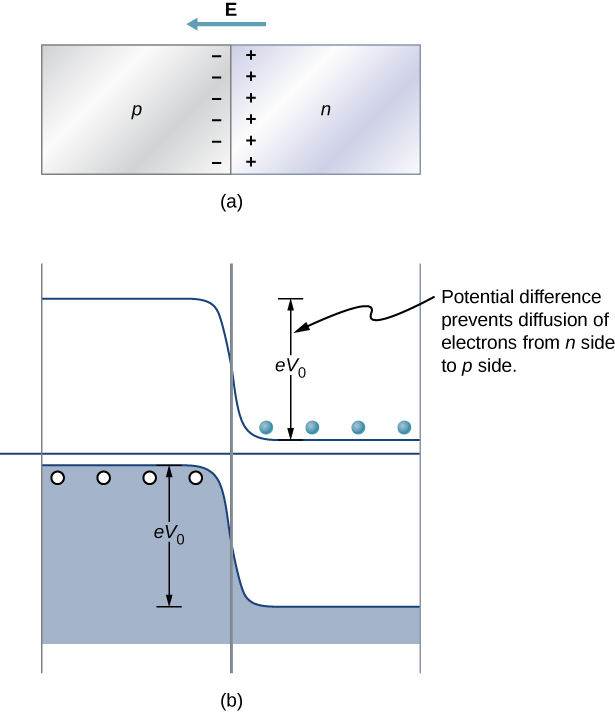 E
− +
− +
p − + n
− +
− +
− +
(a)
Potential difference
prevents diffusion of
electrons from n side
to p side.
eV₀
eV₀
(b)